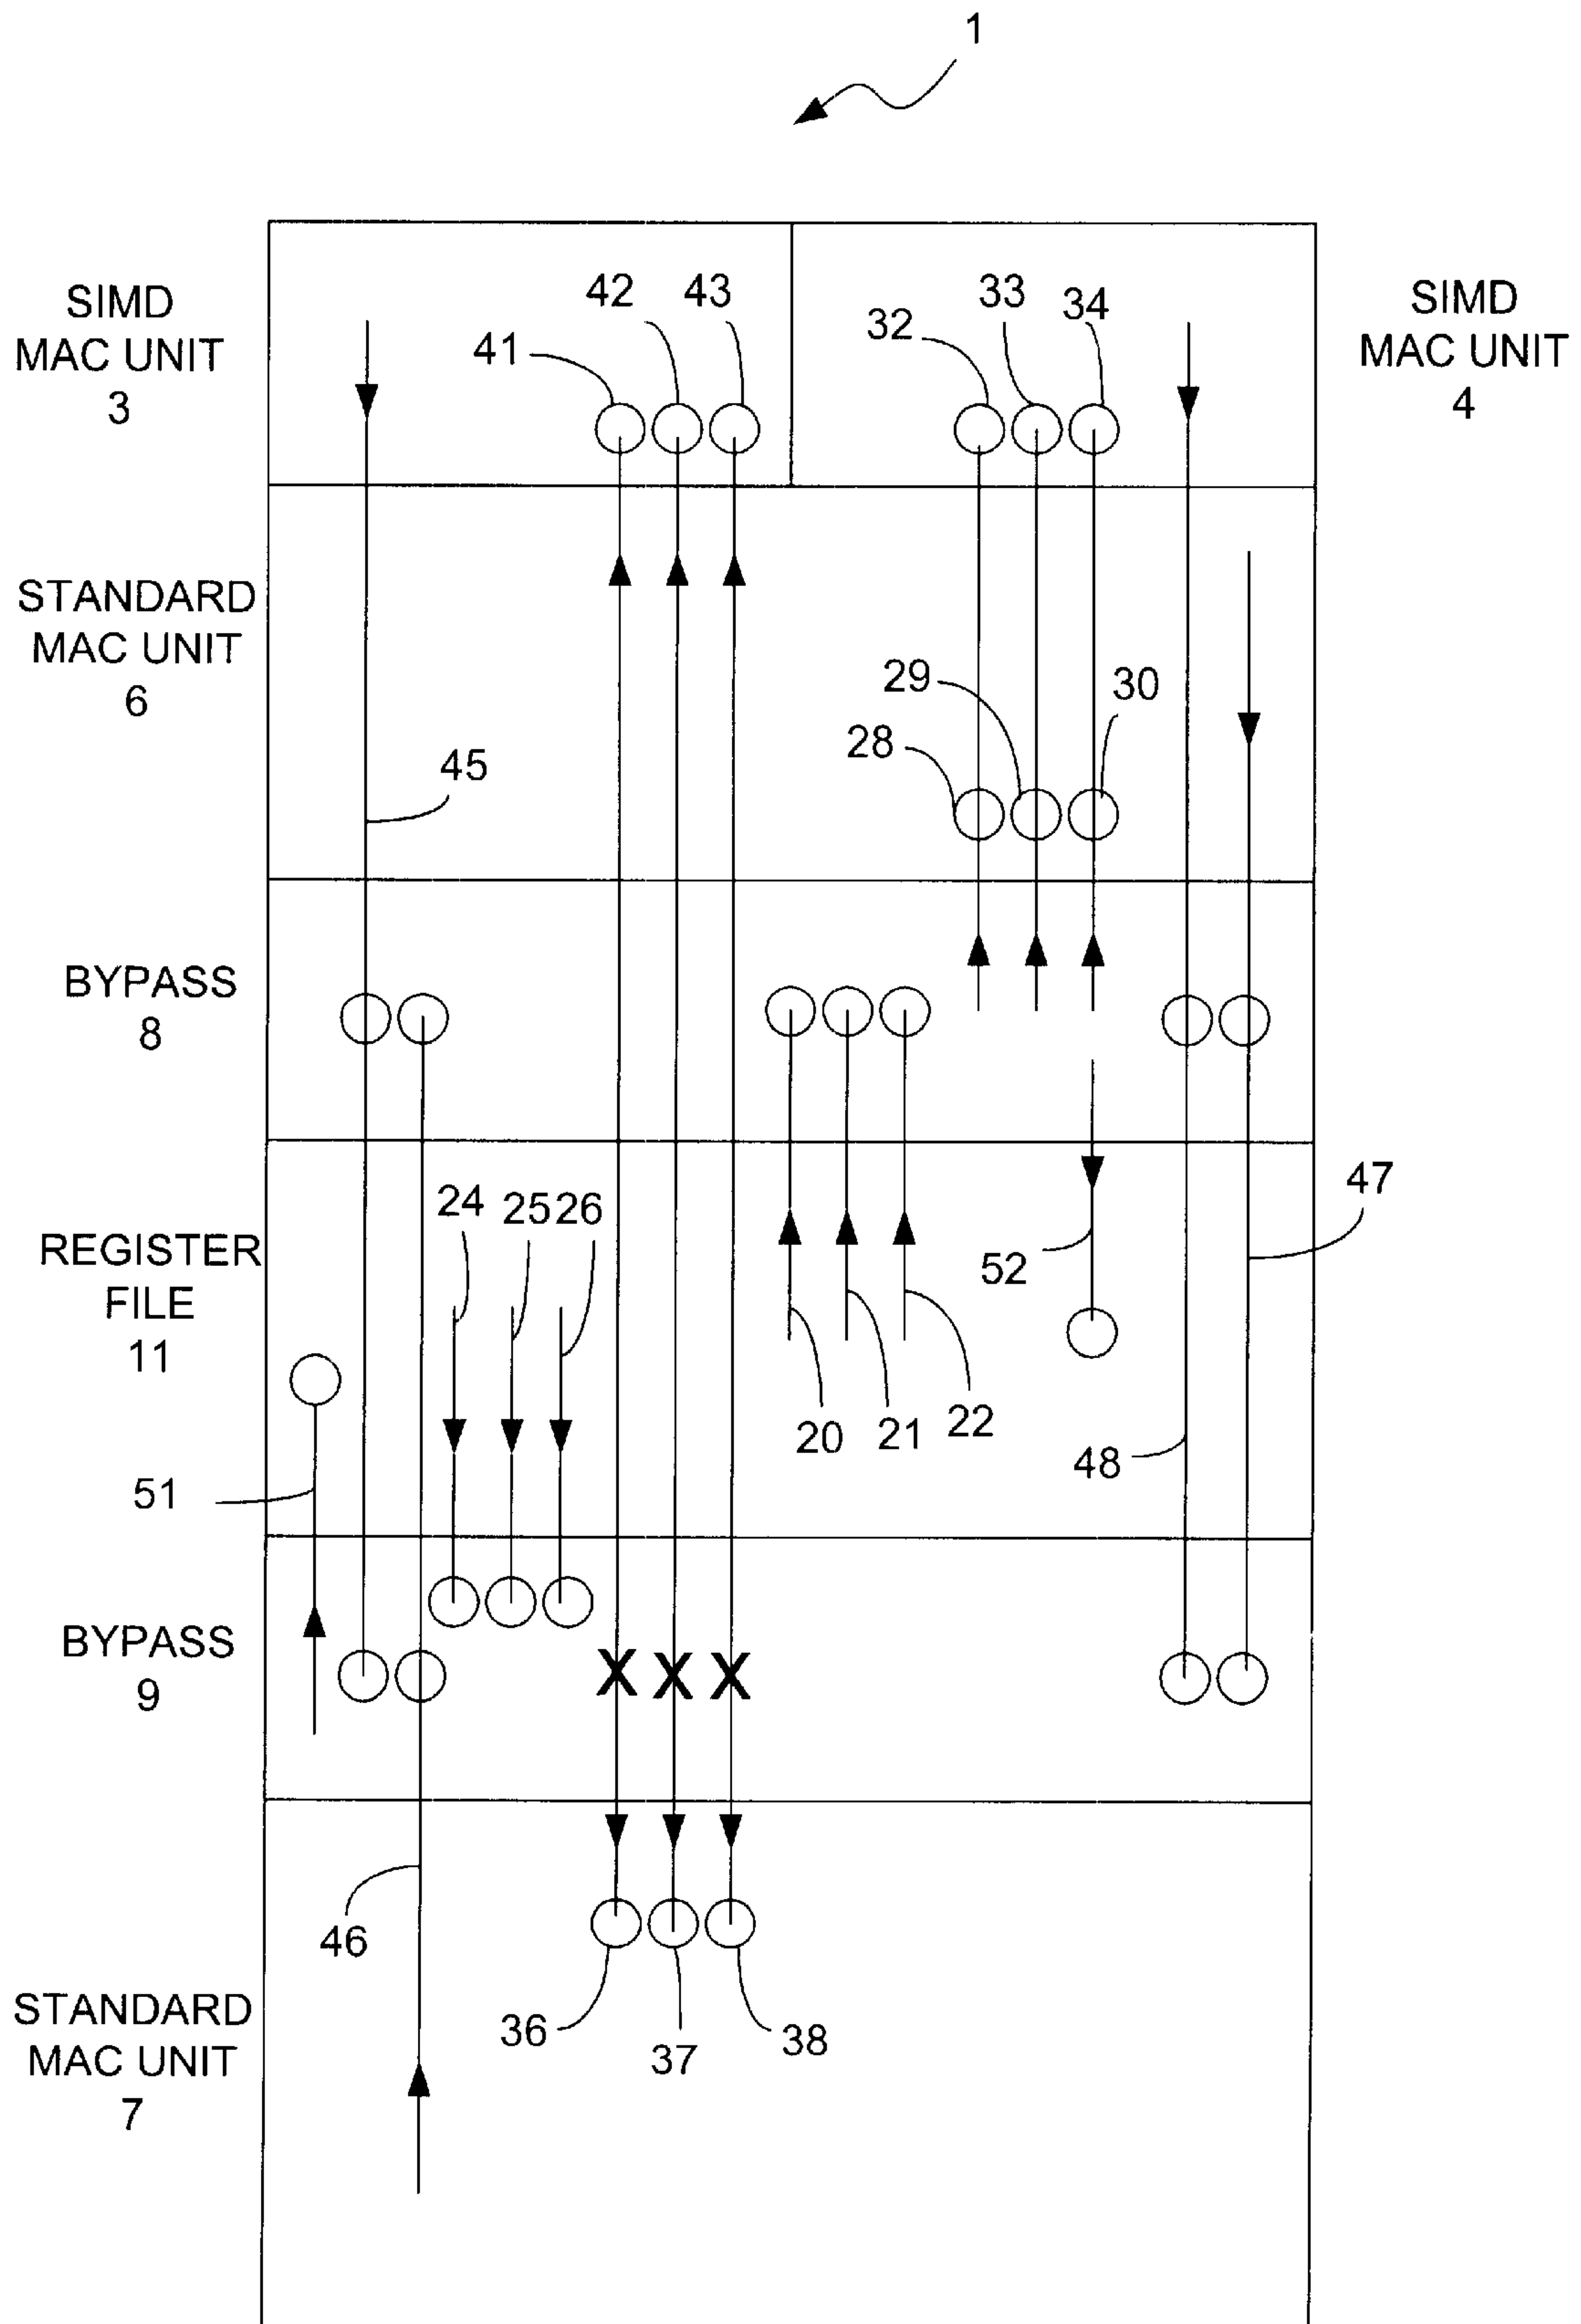 1
SIMD
MAC UNIT
3
SIMD
MAC UNIT
4
41
42
43
32
33
34
STANDARD
MAC UNIT
6
45
28
29
30
BYPASS
8
REGISTER
FILE
11
24
25
26
20
21
22
52
47
48
51
BYPASS
9
46
36
37
38
STANDARD
MAC UNIT
7